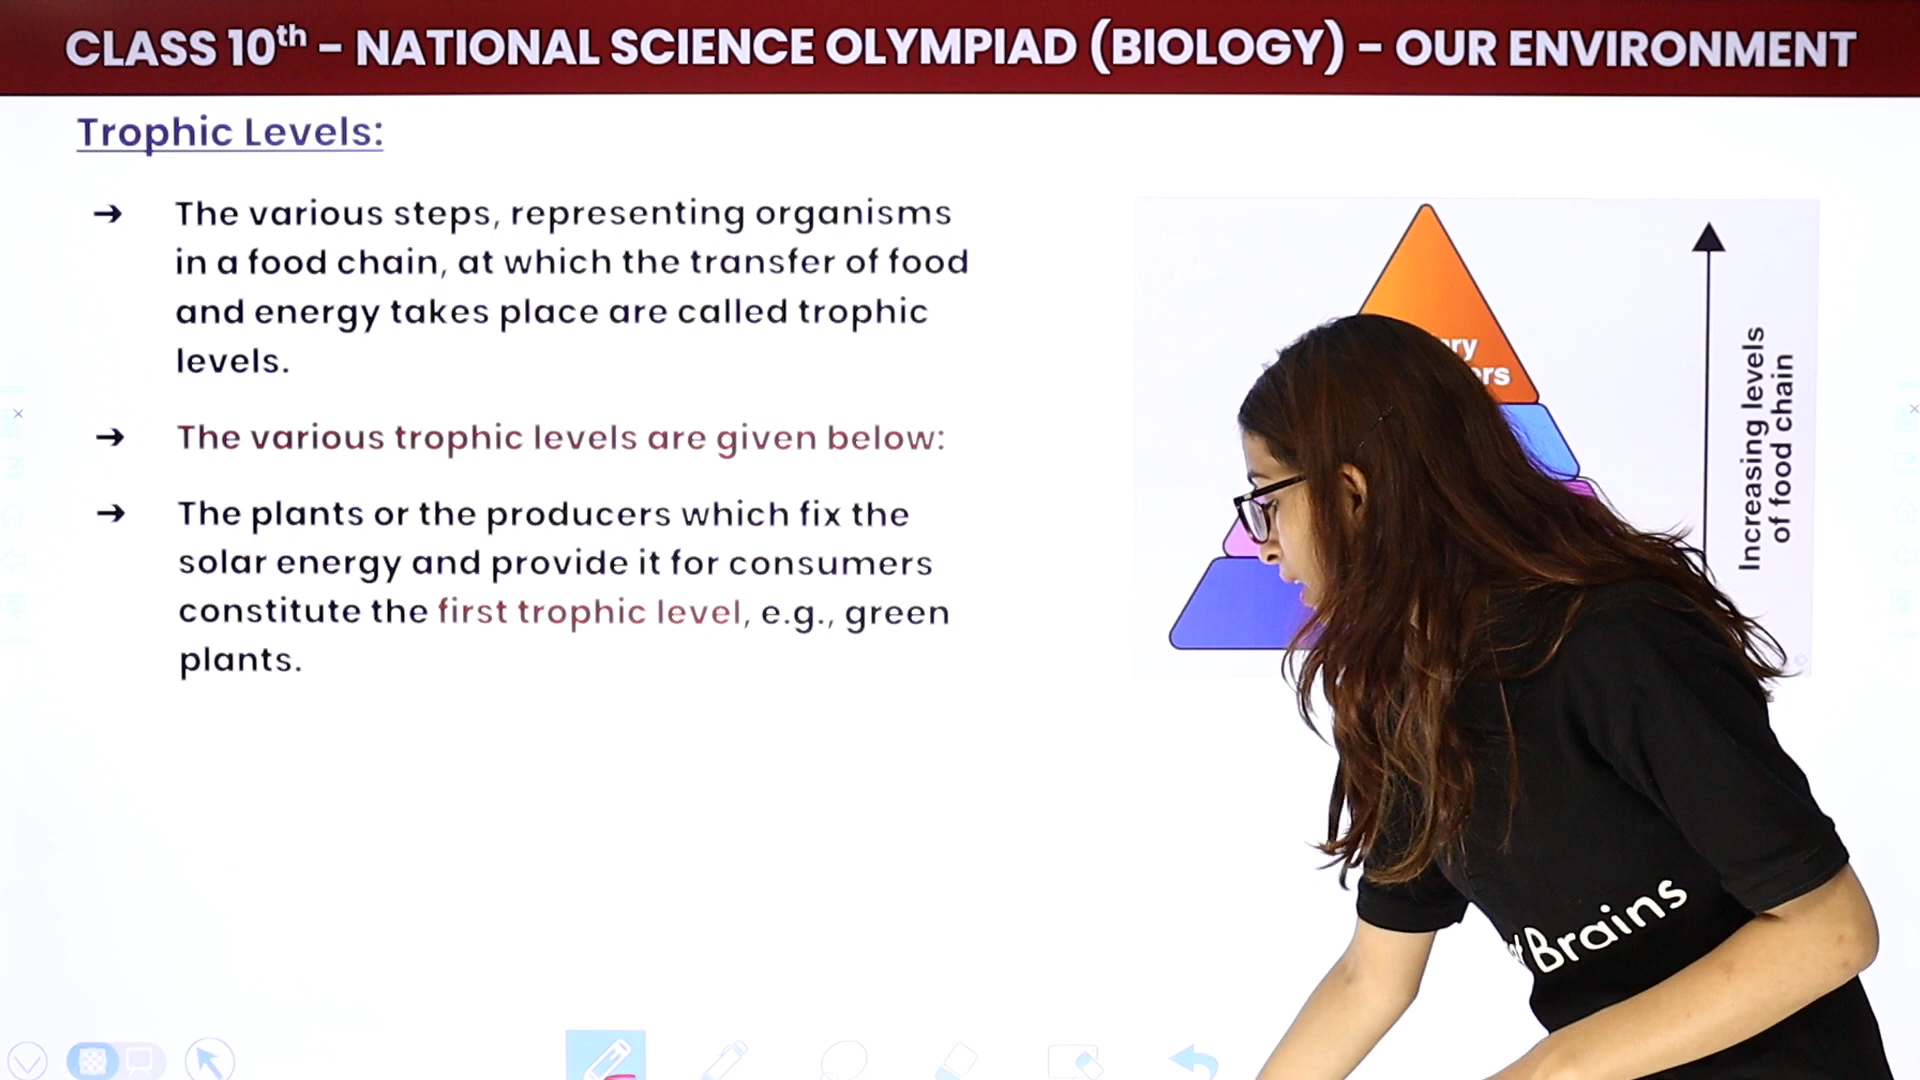 CLASS 10th – NATIONAL SCIENCE OLYMPIAD (BIOLOGY) – OUR ENVIRONMENT
Trophic Levels:
➔ The various steps, representing organisms
in a food chain, at which the transfer of food
and energy takes place are called trophic
levels.
➔ The various trophic levels are given below:
➔ The plants or the producers which fix the
solar energy and provide it for consumers
constitute the first trophic level, e.g., green
plants.
Increasing levels
of food chain
Brains